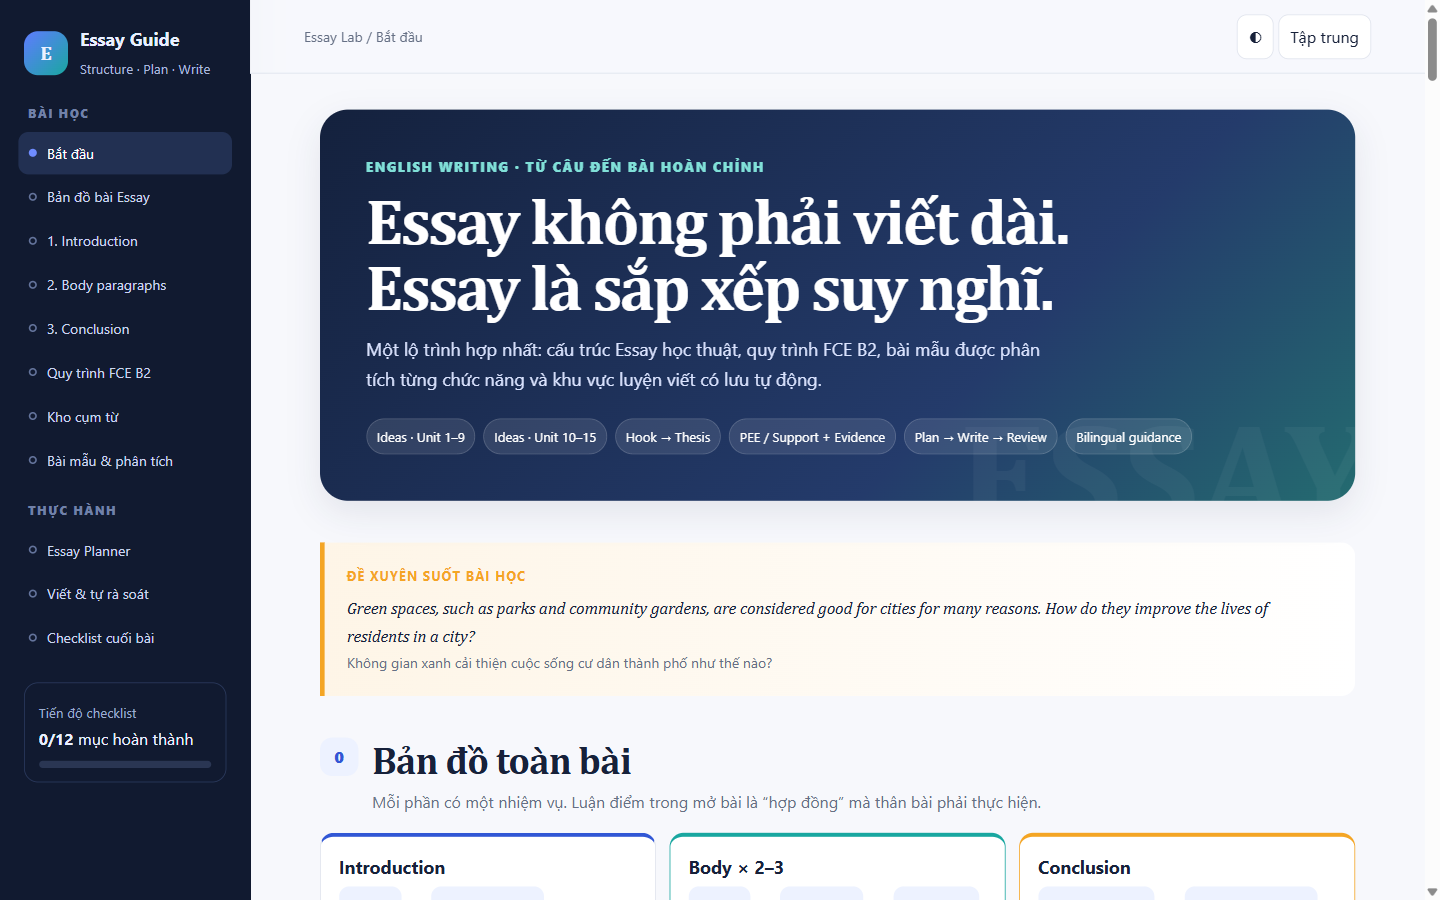 E
Essay Guide
Structure · Plan · Write
BÀI HỌC
Bắt đầu
Bản đồ bài Essay
1. Introduction
2. Body paragraphs
3. Conclusion
Quy trình FCE B2
Kho cụm từ
Bài mẫu & phân tích
THỰC HÀNH
Essay Planner
Viết & tự rà soát
Checklist cuối bài
Tiến độ checklist
0/12 mục hoàn thành
Essay Lab / Bắt đầu
Tập trung
ENGLISH WRITING · TỪ CÂU ĐẾN BÀI HOÀN CHỈNH
Essay không phải viết dài.
Essay là sắp xếp suy nghĩ.
Một lộ trình hợp nhất: cấu trúc Essay học thuật, quy trình FCE B2, bài mẫu được phân
tích từng chức năng và khu vực luyện viết có lưu tự động.
Ideas · Unit 1–9
Ideas · Unit 10–15
Hook → Thesis
PEE / Support + Evidence
Plan → Write → Review
Bilingual guidance
ESSAY
ĐỀ XUYÊN SUỐT BÀI HỌC
Green spaces, such as parks and community gardens, are considered good for cities for many reasons. How do they improve the lives of
residents in a city?
Không gian xanh cải thiện cuộc sống cư dân thành phố như thế nào?
0
Bản đồ toàn bài
Mỗi phần có một nhiệm vụ. Luận điểm trong mở bài là “hợp đồng” mà thân bài phải thực hiện.
Introduction
Body × 2–3
Conclusion